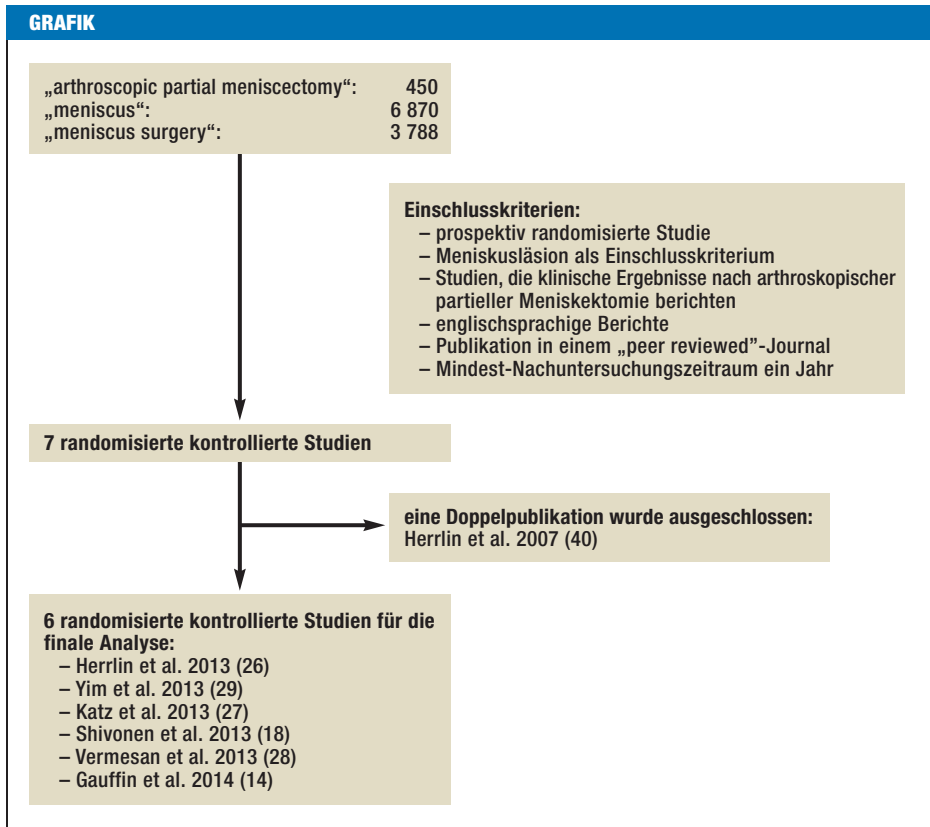 GRAFIK
„arthroscopic partial meniscectomy“: 450
„meniscus“: 6 870
„meniscus surgery“: 3 788
Einschlusskriterien:
– prospektiv randomisierte Studie
– Meniskusläsion als Einschlusskriterium
– Studien, die klinische Ergebnisse nach arthroskopischer
partieller Meniskektomie berichten
– englischsprachige Berichte
– Publikation in einem „peer reviewed”-Journal
– Mindest-Nachuntersuchungszeitraum ein Jahr
7 randomisierte kontrollierte Studien
eine Doppelpublikation wurde ausgeschlossen:
Herrlin et al. 2007 (40)
6 randomisierte kontrollierte Studien für die
finale Analyse:
– Herrlin et al. 2013 (26)
– Yim et al. 2013 (29)
– Katz et al. 2013 (27)
– Shivonen et al. 2013 (18)
– Vermesan et al. 2013 (28)
– Gauffin et al. 2014 (14)